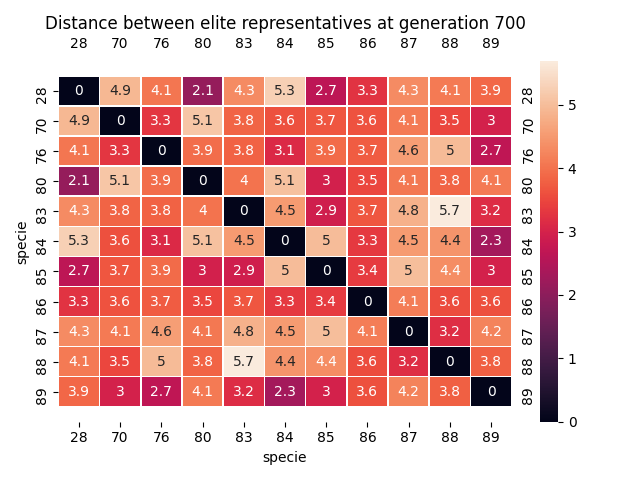 Distance between elite representatives at generation 700
28 70 76 80 83 84 85 86 87 88 89
28 0 4.9 4.1 2.1 4.3 5.3 2.7 3.3 4.3 4.1 3.9 28
70 4.9 0 3.3 5.1 3.8 3.6 3.7 3.6 4.1 3.5 3 70
76 4.1 3.3 0 3.9 3.8 3.1 3.9 3.7 4.6 5 2.7 76
80 2.1 5.1 3.9 0 4 5.1 3 3.5 4.1 3.8 4.1 80
83 4.3 3.8 3.8 4 0 4.5 2.9 3.7 4.8 5.7 3.2 83
84 5.3 3.6 3.1 5.1 4.5 0 5 3.3 4.5 4.4 2.3 84
85 2.7 3.7 3.9 3 2.9 5 0 3.4 5 4.4 3 85
86 3.3 3.6 3.7 3.5 3.7 3.3 3.4 0 4.1 3.6 3.6 86
87 4.3 4.1 4.6 4.1 4.8 4.5 5 4.1 0 3.2 4.2 87
88 4.1 3.5 5 3.8 5.7 4.4 4.4 3.6 3.2 0 3.8 88
89 3.9 3 2.7 4.1 3.2 2.3 3 3.6 4.2 3.8 0 89
28 70 76 80 83 84 85 86 87 88 89
specie
specie
5
4
3
2
1
0